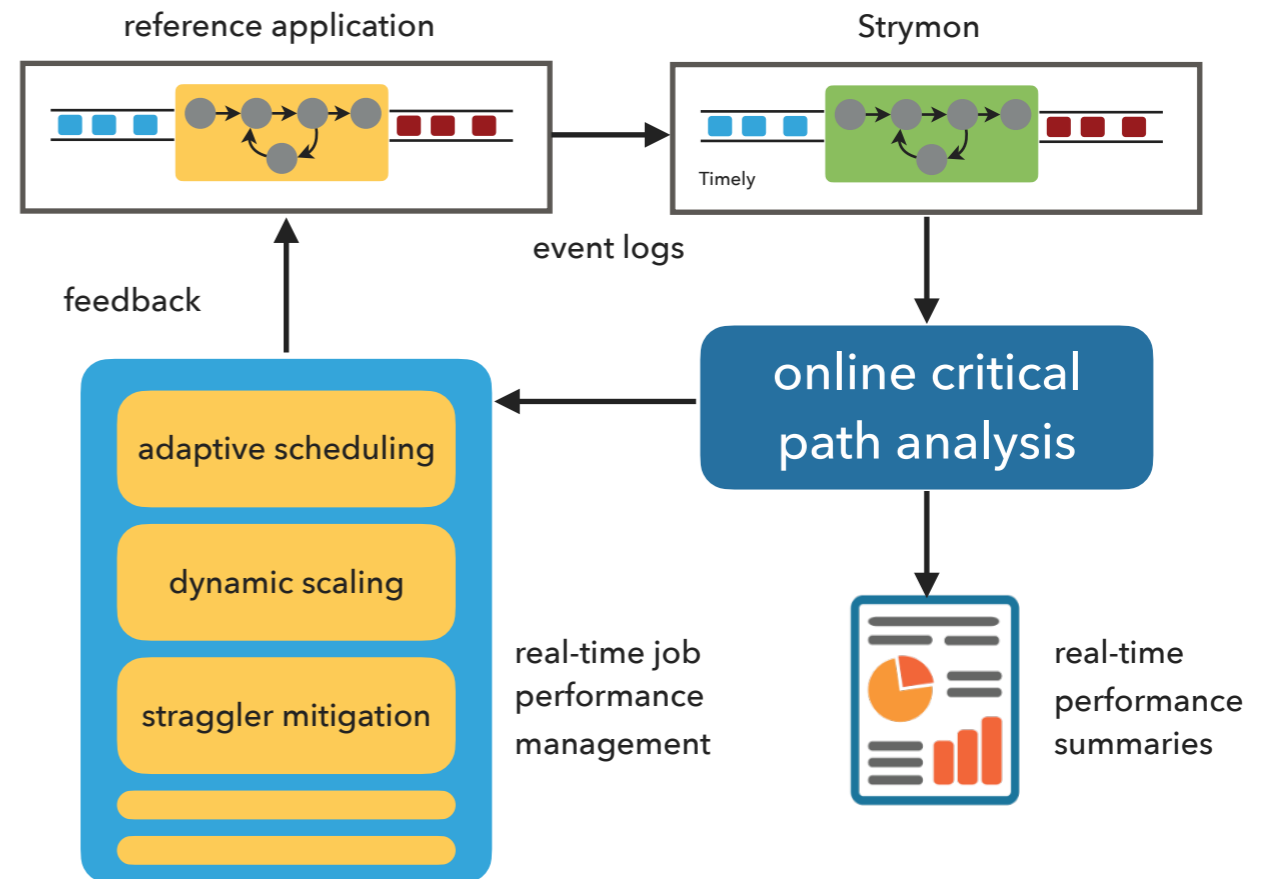 reference application
Strymon
Timely
event logs
feedback
online critical
path analysis
adaptive scheduling
dynamic scaling
straggler mitigation
real-time job
performance
management
real-time
performance
summaries